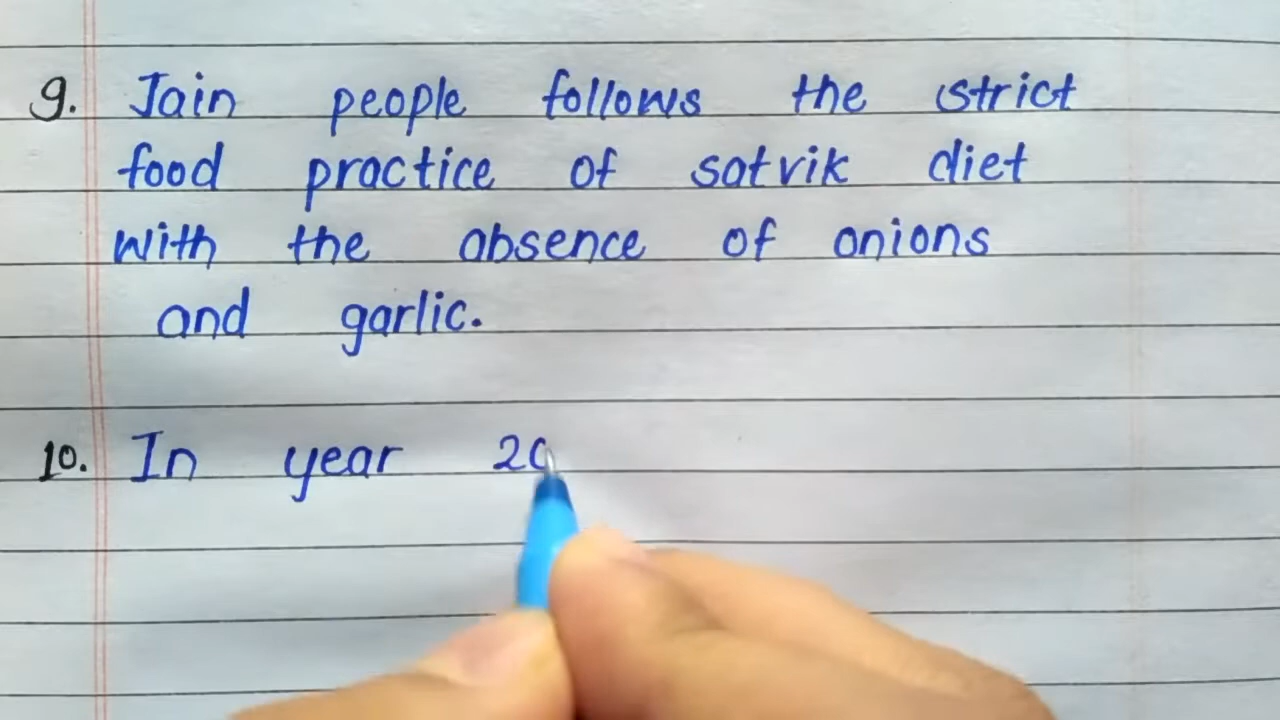 9. Jain people follows the strict
food practice of satvik diet
with the absence of onions
and garlic.
10. In year 20